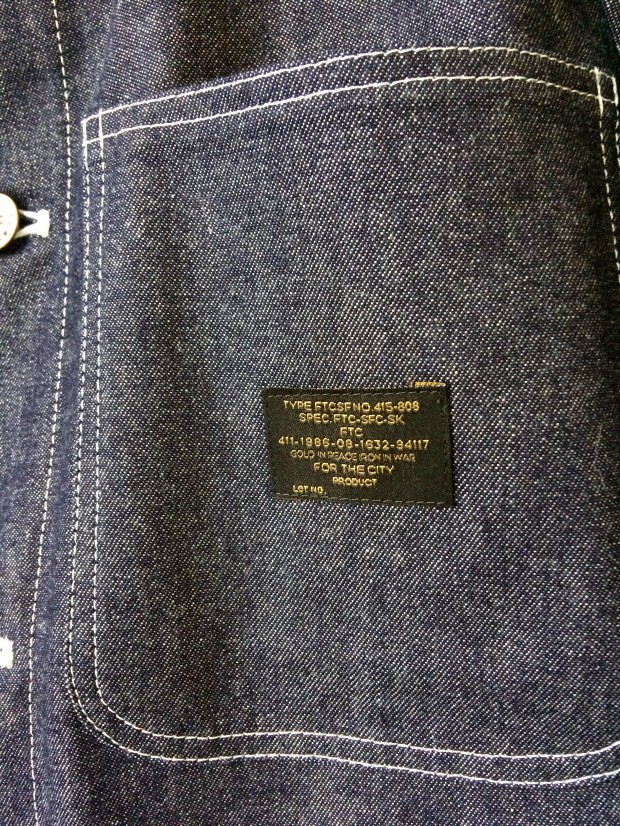 TYPE FTCSF NO.415-808
SPEC.FTC-SFC-SK
FTC
411-1986-08-1632-94117
GOLD IN PEACE IRON IN WAR
FOR THE CITY
PRODUCT
LOT NO.